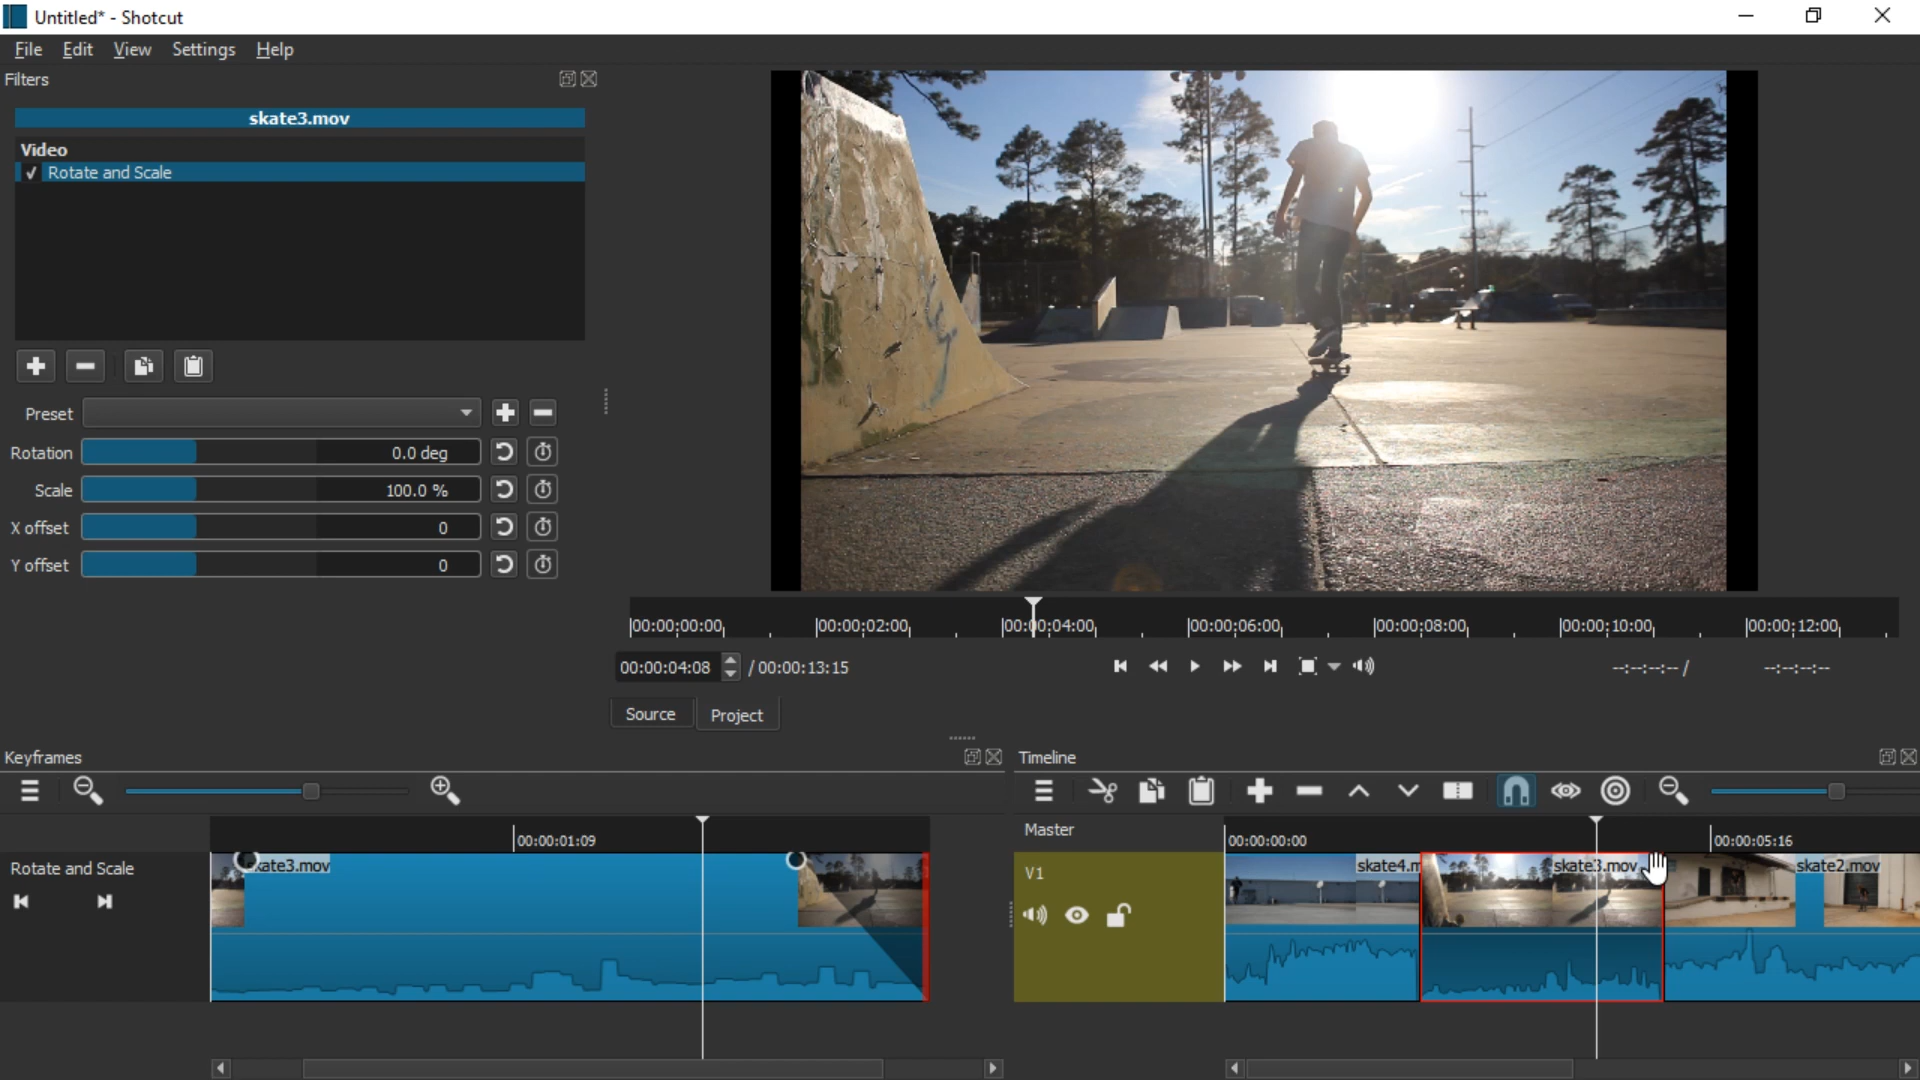 Untitled* - Shotcut
File Edit View Settings Help
Filters
skate3.mov
Video
✓ Rotate and Scale
Preset
Rotation 0.0 deg
Scale 100.0 %
X offset 0
Y offset 0
00:00:00:00 00:00:02:00 00:00:04:00 00:00:06:00 00:00:08:00 00:00:10:00 00:00:12:00
00:00:04:08 / 00:00:13:15 --:--:--:-- / --:--:--:--
Source Project
Keyframes
00:00:01:09
Rotate and Scale
skate3.mov
Timeline
Master
00:00:00:00 00:00:05:16
V1
skate4.m skate3.mov skate2.mov